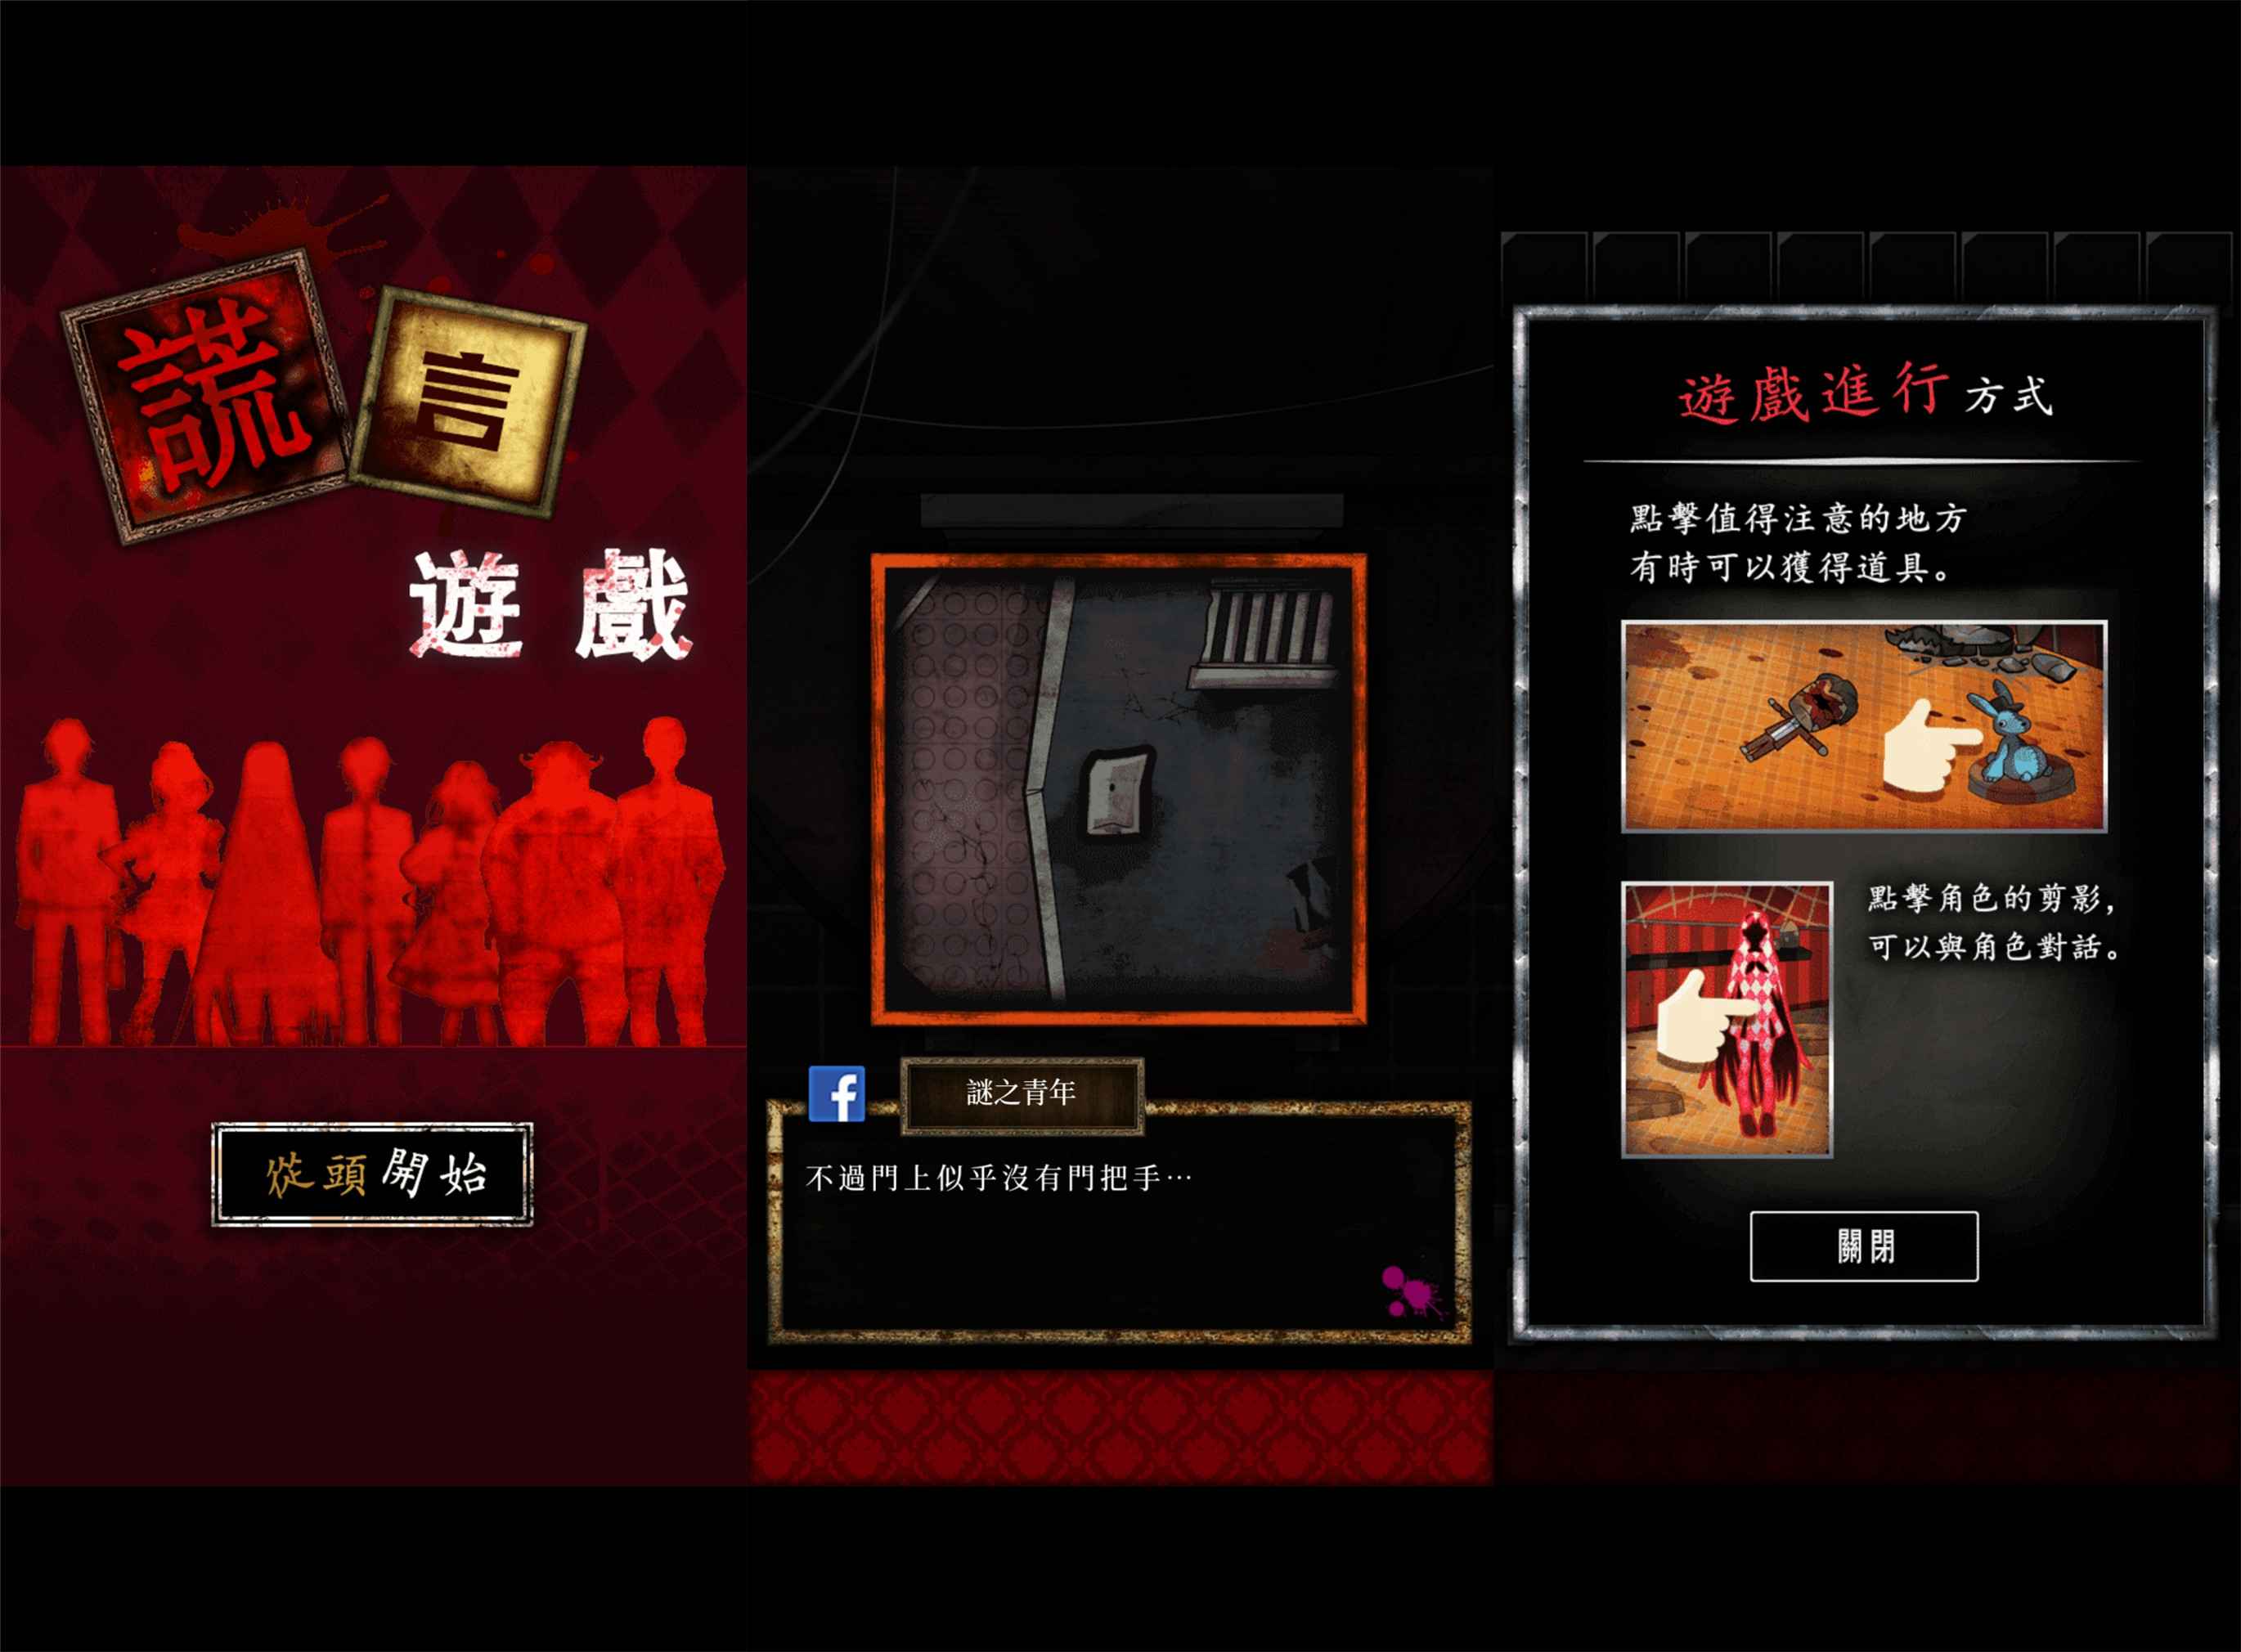 謊言
遊戲
從頭開始
謎之青年
不過門上似乎沒有門把手…
遊戲進行方式
點擊值得注意的地方
有時可以獲得道具。
點擊角色的剪影，
可以與角色對話。
關閉